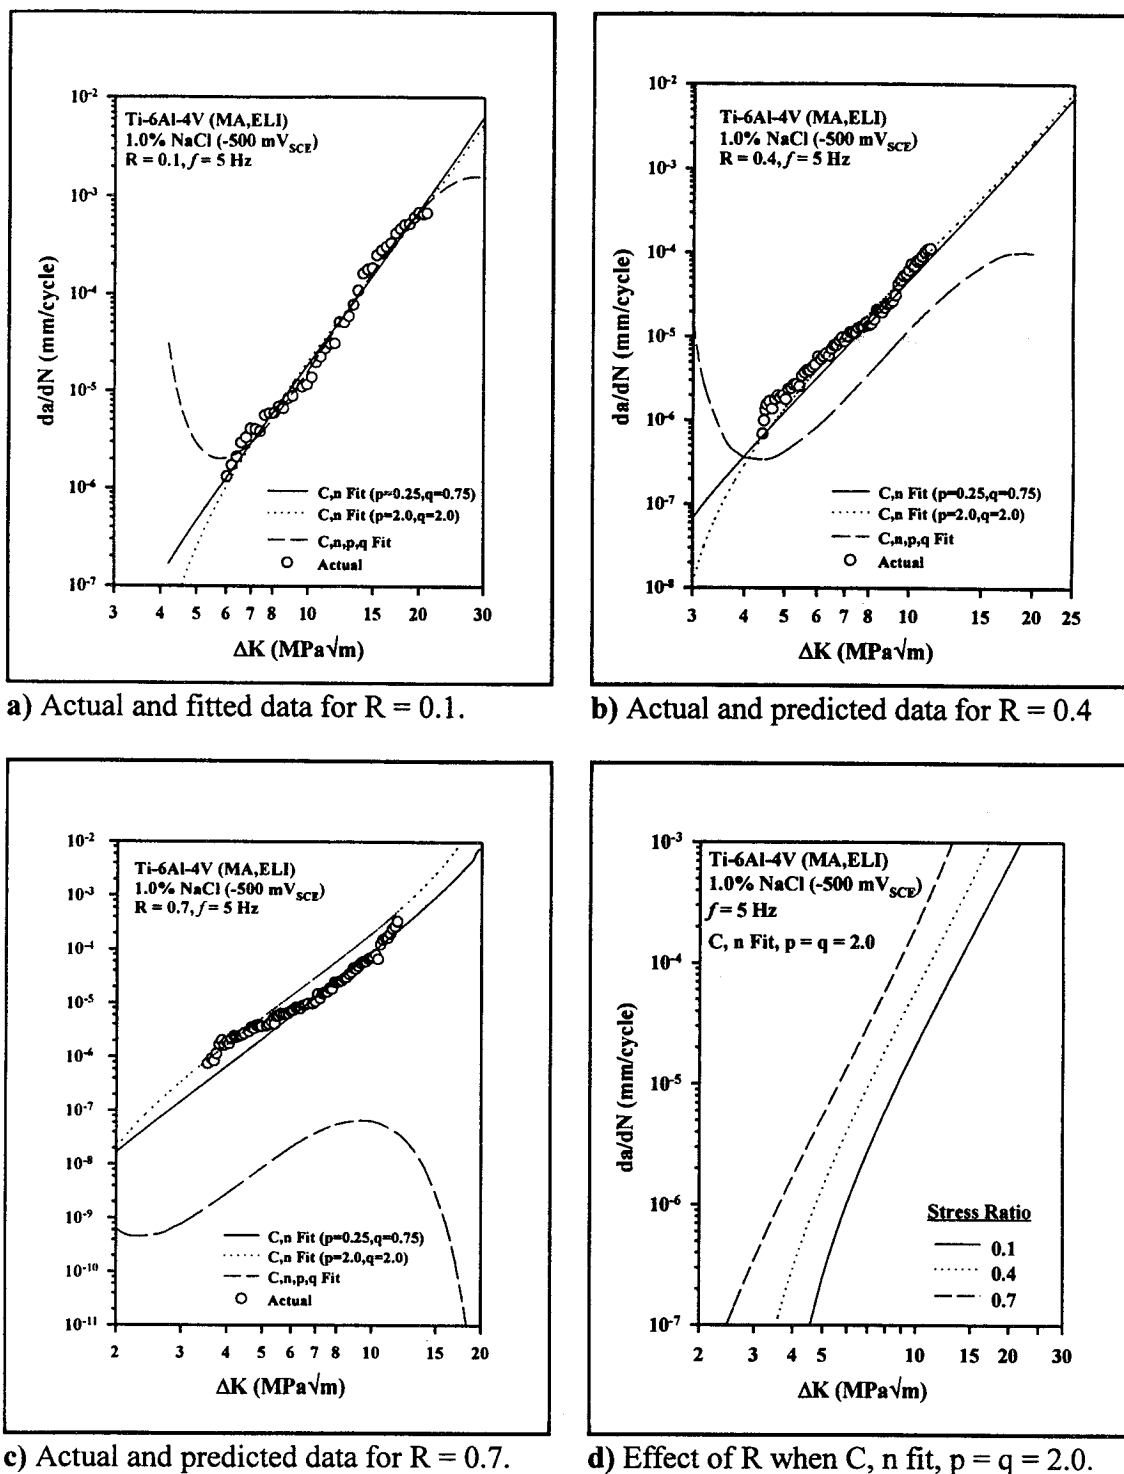 10⁻²
10⁻³
10⁻⁴
10⁻⁵
10⁻⁶
10⁻⁷
da/dN (mm/cycle)
Ti-6Al-4V (MA,ELI)
1.0% NaCl (-500 mV_SCE)
R = 0.1, f = 5 Hz
C,n Fit (p=0.25,q=0.75)
C,n Fit (p=2.0,q=2.0)
C,n,p,q Fit
Actual
3 4 5 6 7 8 10 15 20 30
ΔK (MPa√m)
a) Actual and fitted data for R = 0.1.
10⁻²
10⁻³
10⁻⁴
10⁻⁵
10⁻⁶
10⁻⁷
10⁻⁸
da/dN (mm/cycle)
Ti-6Al-4V (MA,ELI)
1.0% NaCl (-500 mV_SCE)
R = 0.4, f = 5 Hz
C,n Fit (p=0.25,q=0.75)
C,n Fit (p=2.0,q=2.0)
C,n,p,q Fit
Actual
3 4 5 6 7 8 10 15 20 25
ΔK (MPa√m)
b) Actual and predicted data for R = 0.4
10⁻²
10⁻³
10⁻⁴
10⁻⁵
10⁻⁶
10⁻⁷
10⁻⁸
10⁻⁹
10⁻¹⁰
10⁻¹¹
da/dN (mm/cycle)
Ti-6Al-4V (MA,ELI)
1.0% NaCl (-500 mV_SCE)
R = 0.7, f = 5 Hz
C,n Fit (p=0.25,q=0.75)
C,n Fit (p=2.0,q=2.0)
C,n,p,q Fit
Actual
2 3 4 5 6 7 8 10 15 20
ΔK (MPa√m)
c) Actual and predicted data for R = 0.7.
10⁻³
10⁻⁴
10⁻⁵
10⁻⁶
10⁻⁷
da/dN (mm/cycle)
Ti-6Al-4V (MA,ELI)
1.0% NaCl (-500 mV_SCE)
f = 5 Hz
C, n Fit, p = q = 2.0
Stress Ratio
0.1
0.4
0.7
2 3 4 5 10 15 20 30
ΔK (MPa√m)
d) Effect of R when C, n fit, p = q = 2.0.